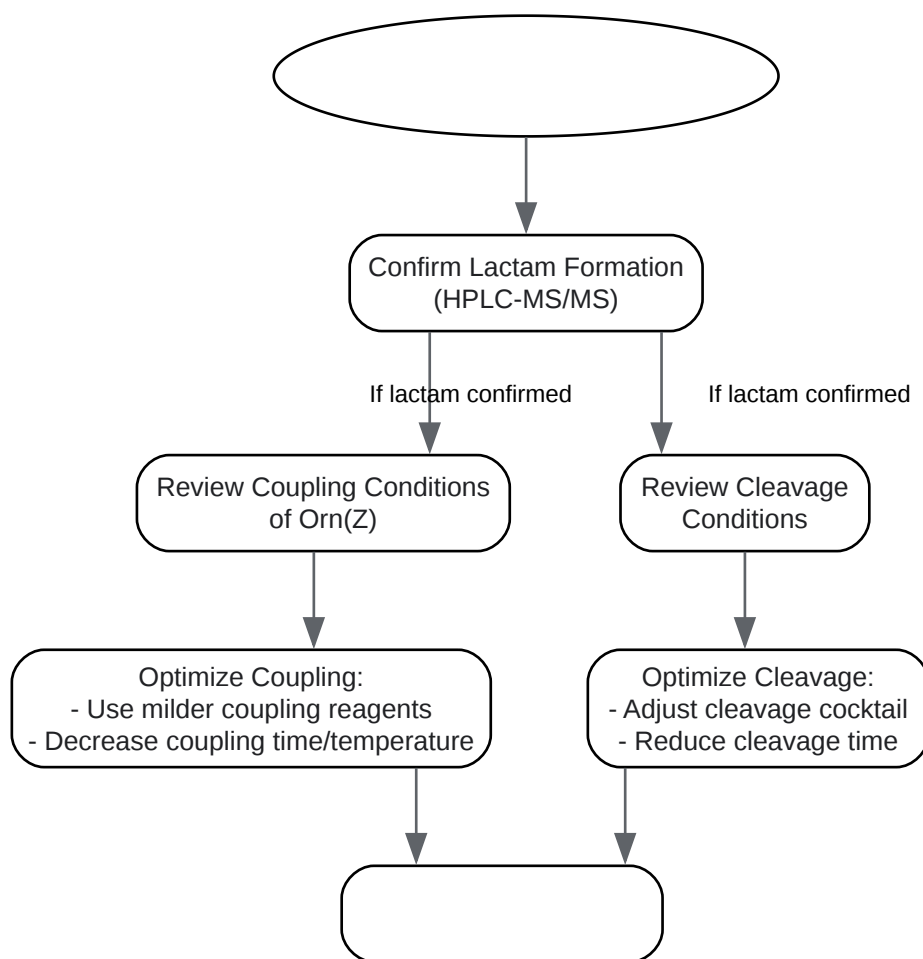 Confirm Lactam Formation
(HPLC-MS/MS)
If lactam confirmed
If lactam confirmed
Review Coupling Conditions
of Orn(Z)
Review Cleavage
Conditions
Optimize Coupling:
- Use milder coupling reagents
- Decrease coupling time/temperature
Optimize Cleavage:
- Adjust cleavage cocktail
- Reduce cleavage time